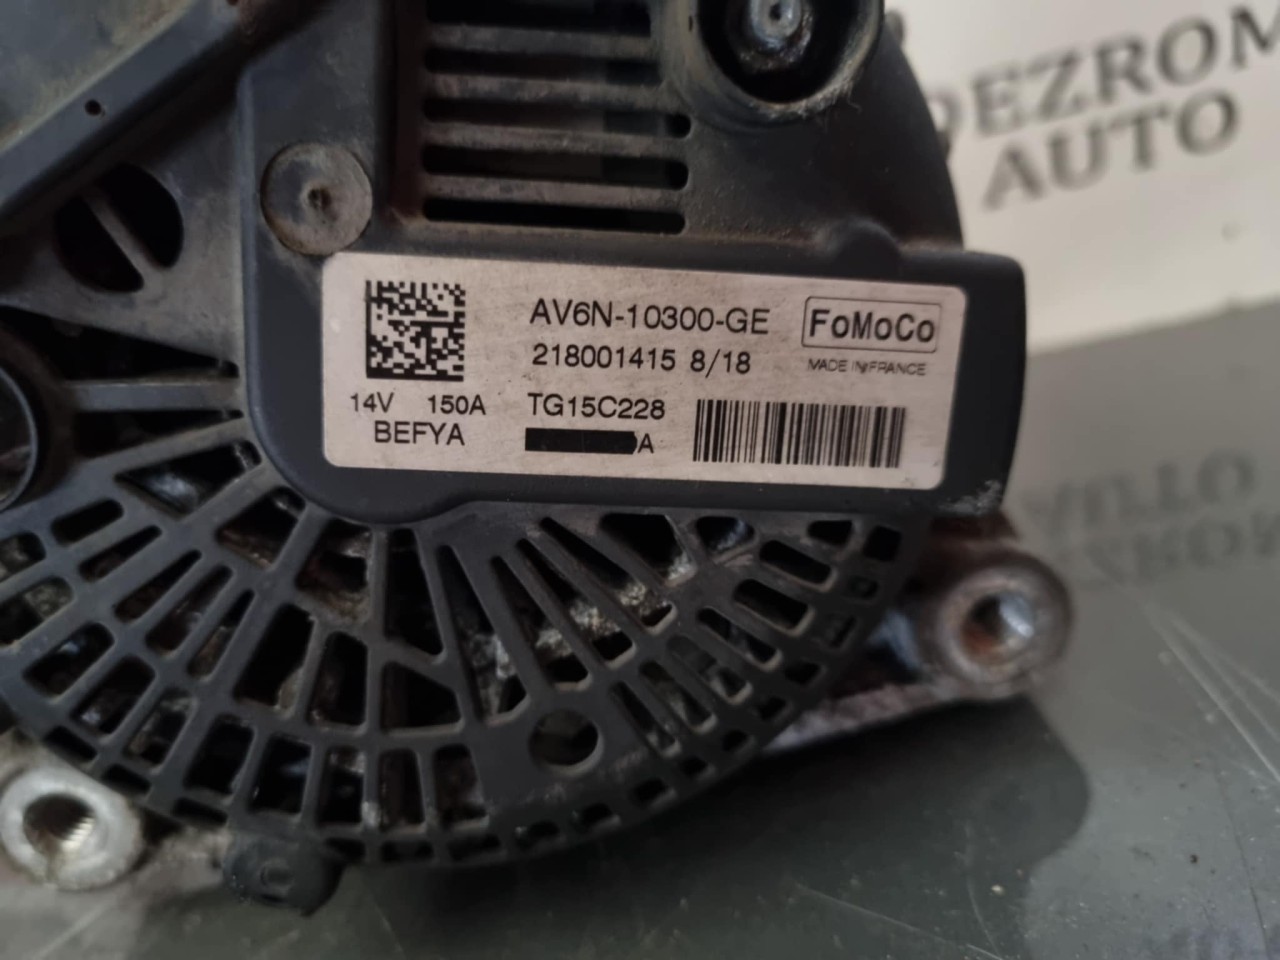 AV6N-10300-GE
FoMoCo
218001415 8/18
MADE IN FRANCE
14V 150A
TG15C228
BEFYA
A
DEZROM
AUTO